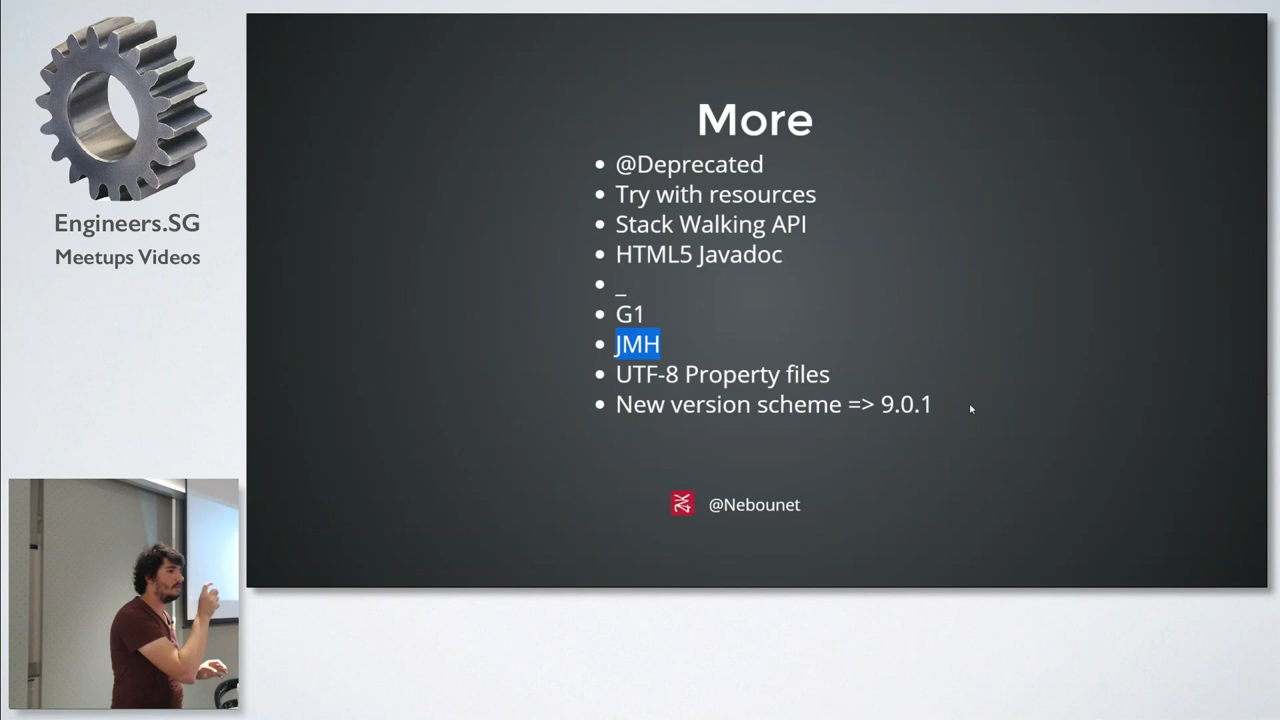 Engineers.SG
Meetups Videos
More
@Deprecated
Try with resources
Stack Walking API
HTML5 Javadoc
_
G1
JMH
UTF-8 Property files
New version scheme => 9.0.1
@Nebounet